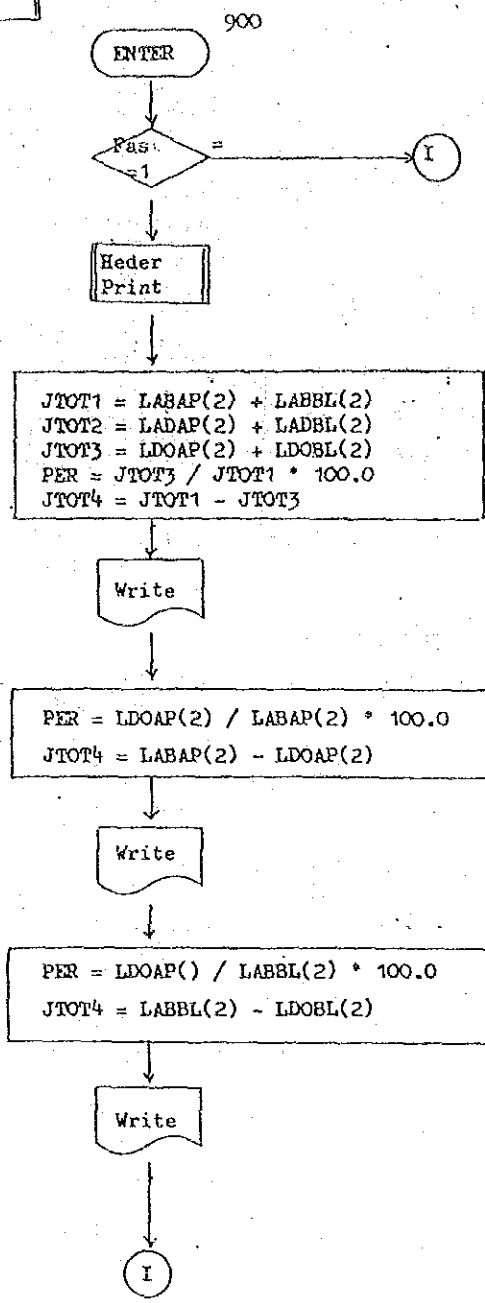 900
ENTER
=
=1
I
Heder
Print
JTOT1 = LABAP(2) + LABBL(2)
JTOT2 = LADAP(2) + LADBL(2)
JTOT3 = LDOAP(2) + LDOBL(2)
PER = JTOT3 / JTOT1 * 100.0
JTOT4 = JTOT1 - JTOT3
Write
PER = LDOAP(2) / LABAP(2) * 100.0
JTOT4 = LABAP(2) - LDOAP(2)
Write
PER = LDOAP() / LABBL(2) * 100.0
JTOT4 = LABBL(2) - LDOBL(2)
Write
I